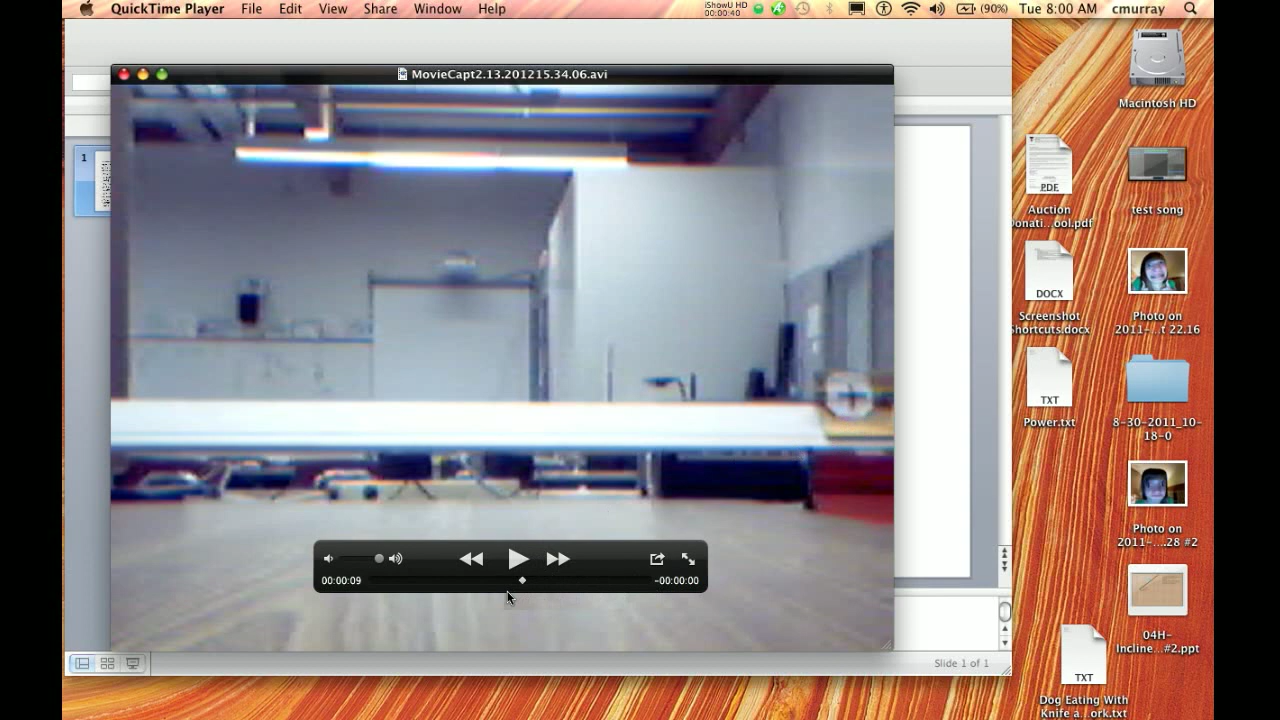 QuickTime Player File Edit View Share Window Help iShowU HD 00:00:40 (90%) Tue 8:00 AM cmurray
MovieCapt2.13.201215.34.06.avi
Macintosh HD
1
PDF
Auction
Donati...ool.pdf
test song
DOCX
Screenshot
Shortcuts.docx
Photo on
2011-...t 22.16
TXT
Power.txt
8-30-2011_10-
18-0
Photo on
2011-....28 #2
00:00:09 -00:00:00
04H-
Incline...#2.ppt
Slide 1 of 1
TXT
Dog Eating With
Knife a...ork.txt